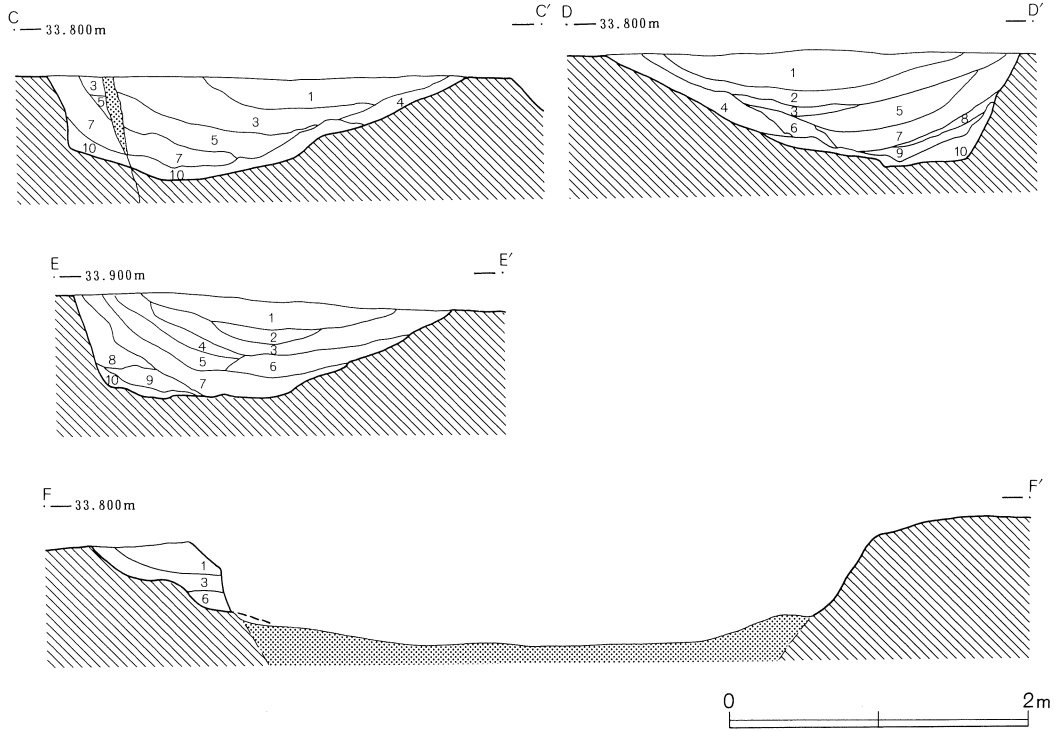 C 33.800m C′
3 5 7 10 1 3 5 7 10 4
D 33.800m D′
1 2 3 4 6 5 7 8 9 10
E 33.900m E′
1 2 3 4 5 6 7 8 9 10
F 33.800m F′
1
3
6
0 2m